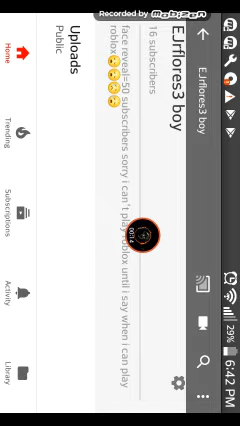 Recorded by MOBIZEN
29% 6:42 PM
EJrflores3 boy
EJrflores3 boy
16 subscribers
face reveal=50 subscribers sorry i can't play roblox until i say when i can play
roblox😕😕😕😕
00:14
Uploads
Public
Home
Trending
Subscriptions
Activity
Library